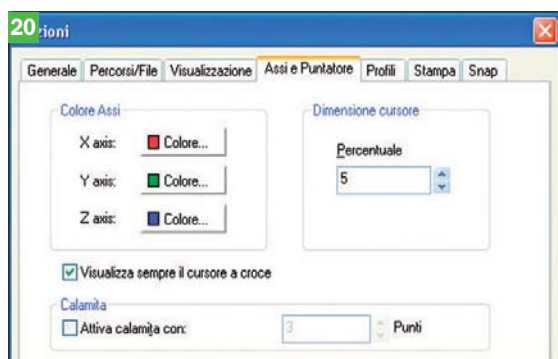 20
zioni
Generale Percorsi/File Visualizzazione Assi e Puntatore Profili Stampa Snap
Colore Assi
X axis: Colore...
Y axis: Colore...
Z axis: Colore...
Dimensione cursore
Percentuale
5
Visualizza sempre il cursore a croce
Calamita
Attiva calamita con: 3 Punti